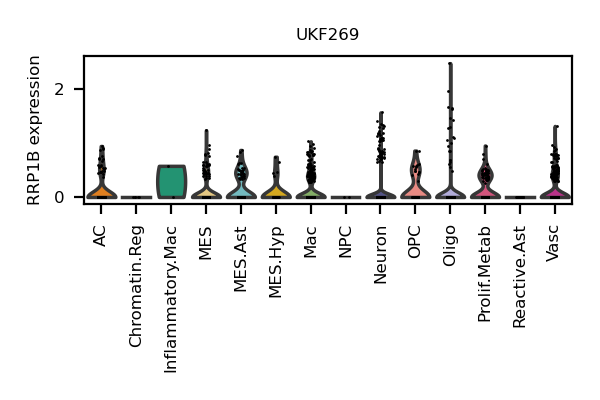 UKF269
RRP1B expression
2
0
AC
Chromatin.Reg
Inflammatory.Mac
MES
MES.Ast
MES.Hyp
Mac
NPC
Neuron
OPC
Oligo
Prolif.Metab
Reactive.Ast
Vasc